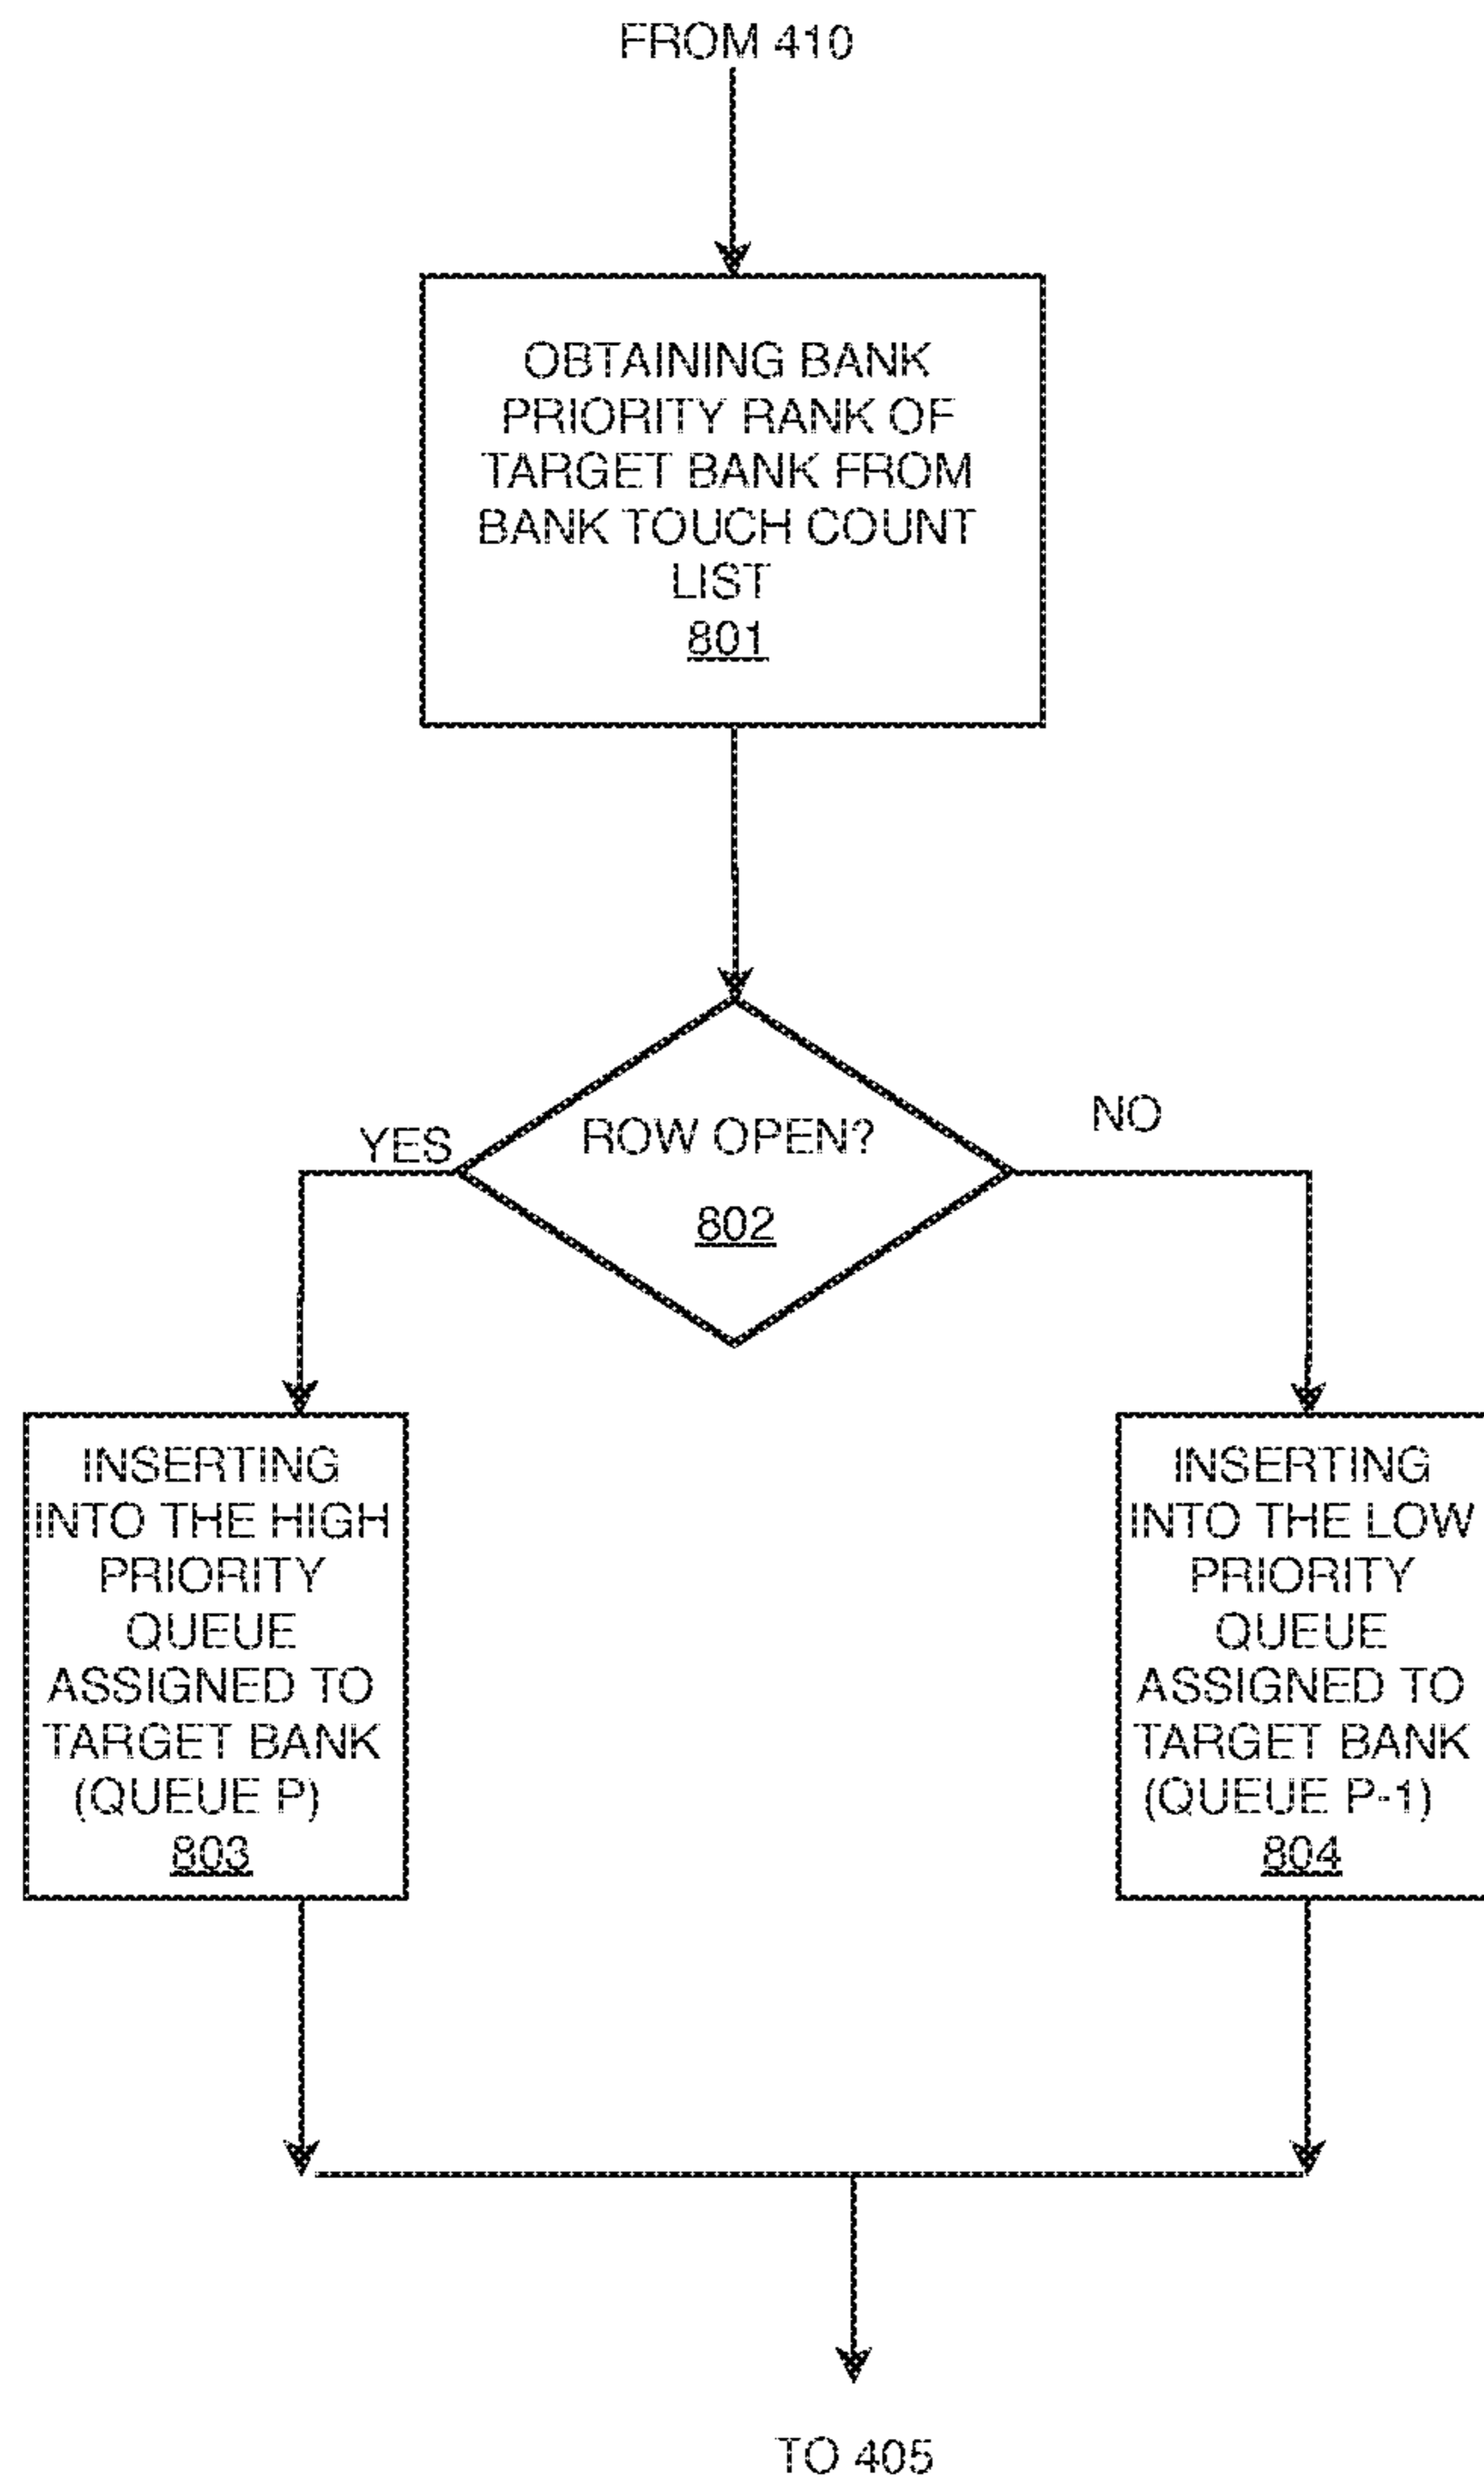 FROM 410
OBTAINING BANK
PRIORITY RANK OF
TARGET BANK FROM
BANK TOUCH COUNT
LIST
801
YES
ROW OPEN?
802
NO
INSERTING
INTO THE HIGH
PRIORITY
QUEUE
ASSIGNED TO
TARGET BANK
(QUEUE P)
803
INSERTING
INTO THE LOW
PRIORITY
QUEUE
ASSIGNED TO
TARGET BANK
(QUEUE P-1)
804
TO 405